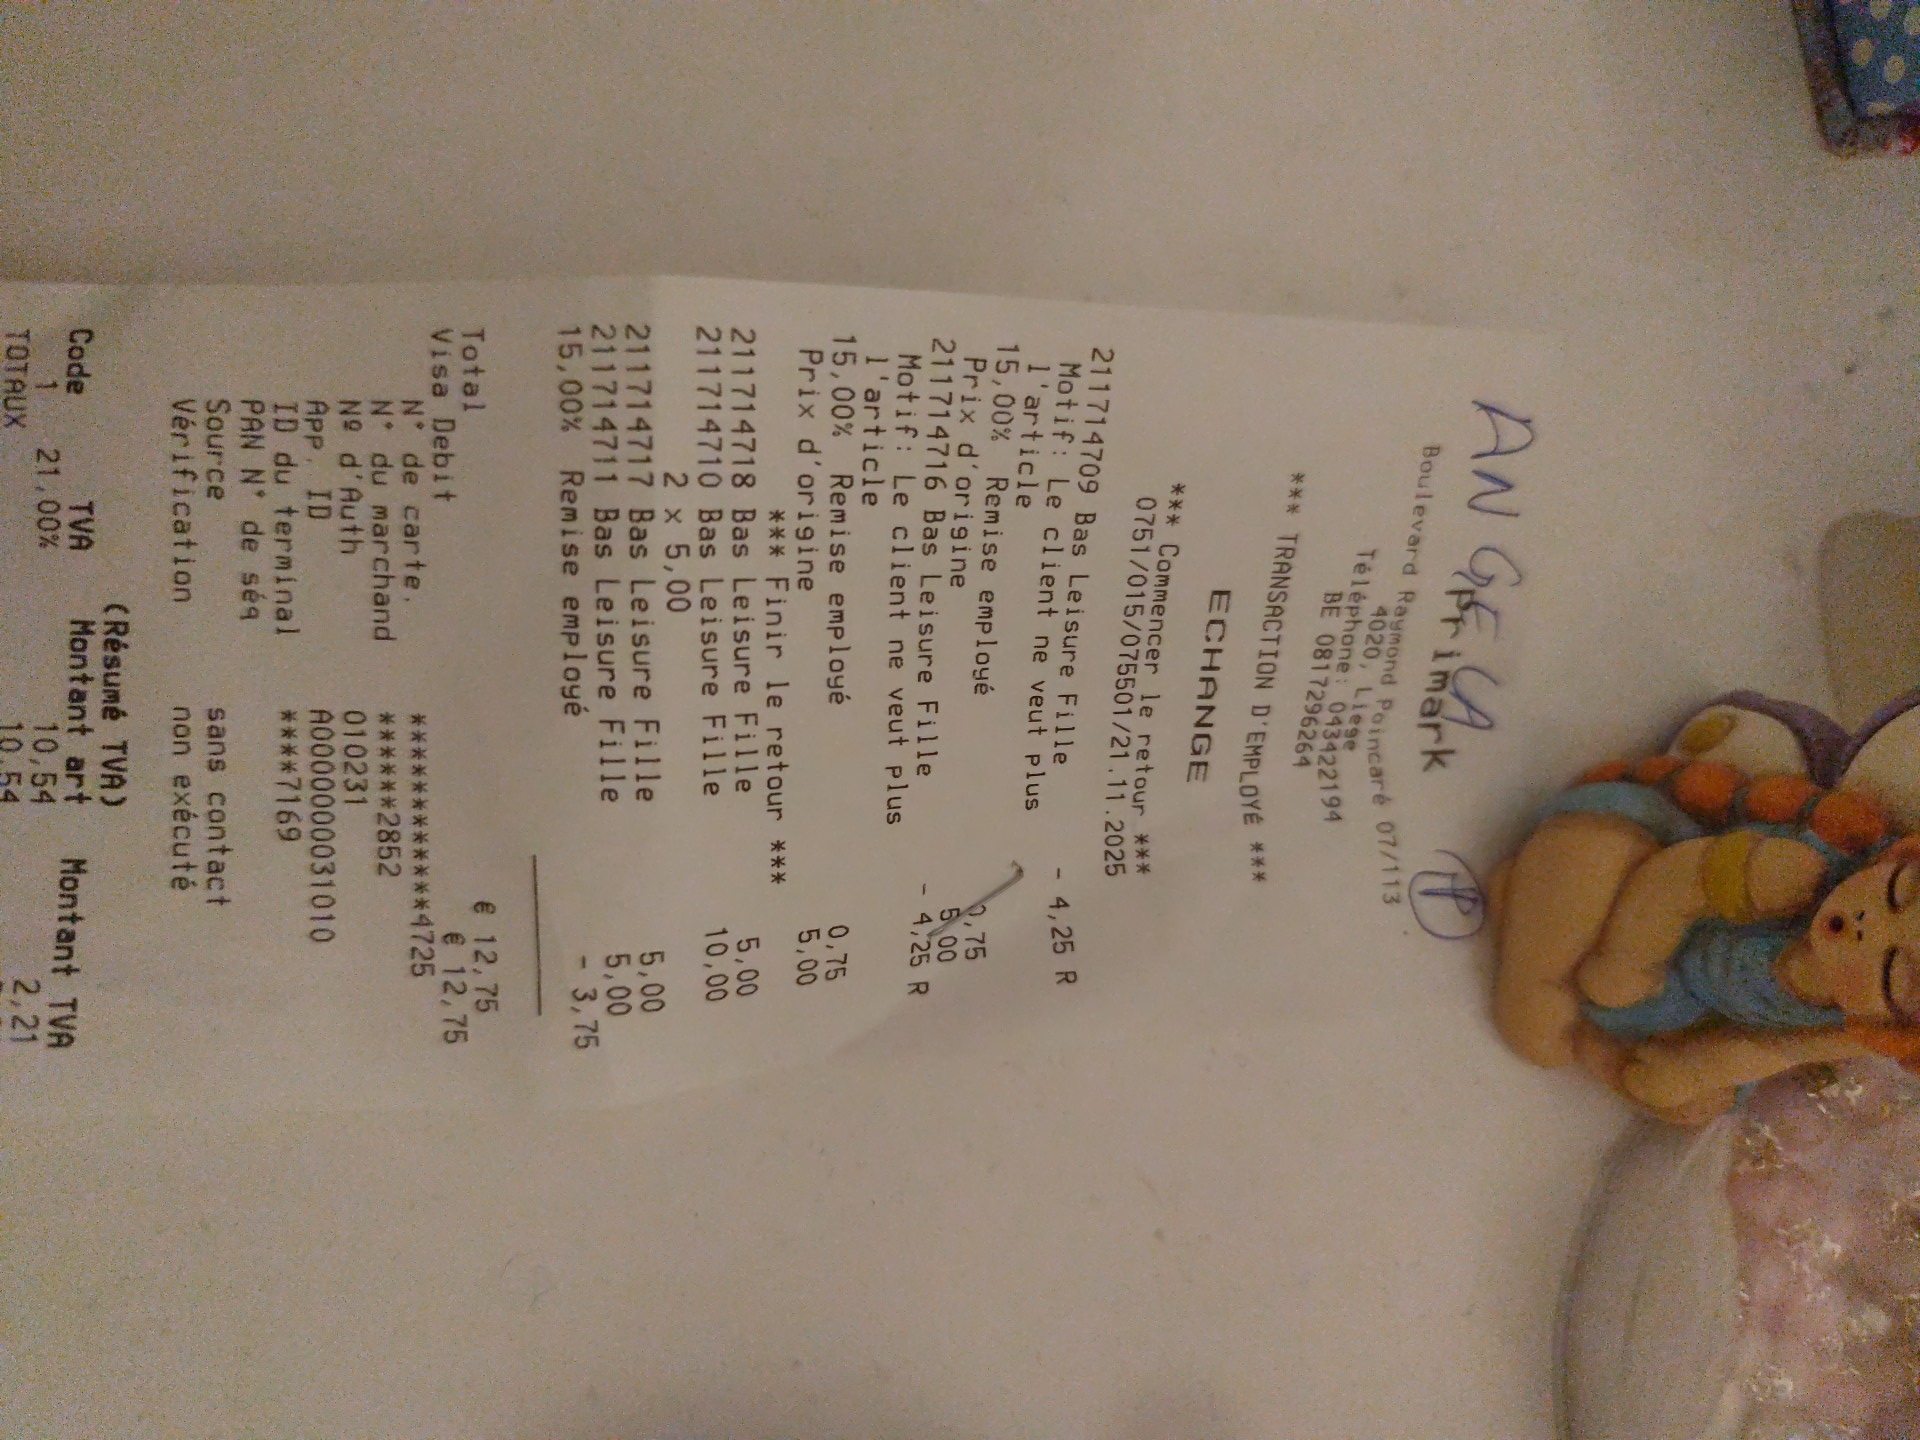 ANGELA
Primark
Boulevard Raymond Poincaré 07/113
4020, Liege
Téléphone: 043422194
BE 0817296264
*** TRANSACTION D'EMPLOYÉ ***
ECHANGE
*** Commencer le retour ***
0751/015/075501/21.11.2025
211714709 Bas Leisure Fille - 4,25 R
Motif: Le client ne veut plus
l'article
15,00% Remise employé 0,75
Prix d'origine 5,00
211714716 Bas Leisure Fille - 4,25 R
Motif: Le client ne veut plus
l'article
15,00% Remise employé 0,75
Prix d'origine 5,00
*** Finir le retour ***
211714718 Bas Leisure Fille 5,00
211714710 Bas Leisure Fille 10,00
2 x 5,00
211714717 Bas Leisure Fille 5,00
211714711 Bas Leisure Fille 5,00
15,00% Remise employé - 3,75
Total € 12,75
Visa Debit € 12,75
N° de carte. ************4725
N° du marchand ******2852
Nº d'Auth 010231
App. ID A0000000031010
ID du terminal ****7169
PAN N° de séq
Source sans contact
Vérification non exécuté
(Résumé TVA)
Code TVA Montant art Montant TVA
1 21,00% 10,54 2,21
TOTAUX 10,54